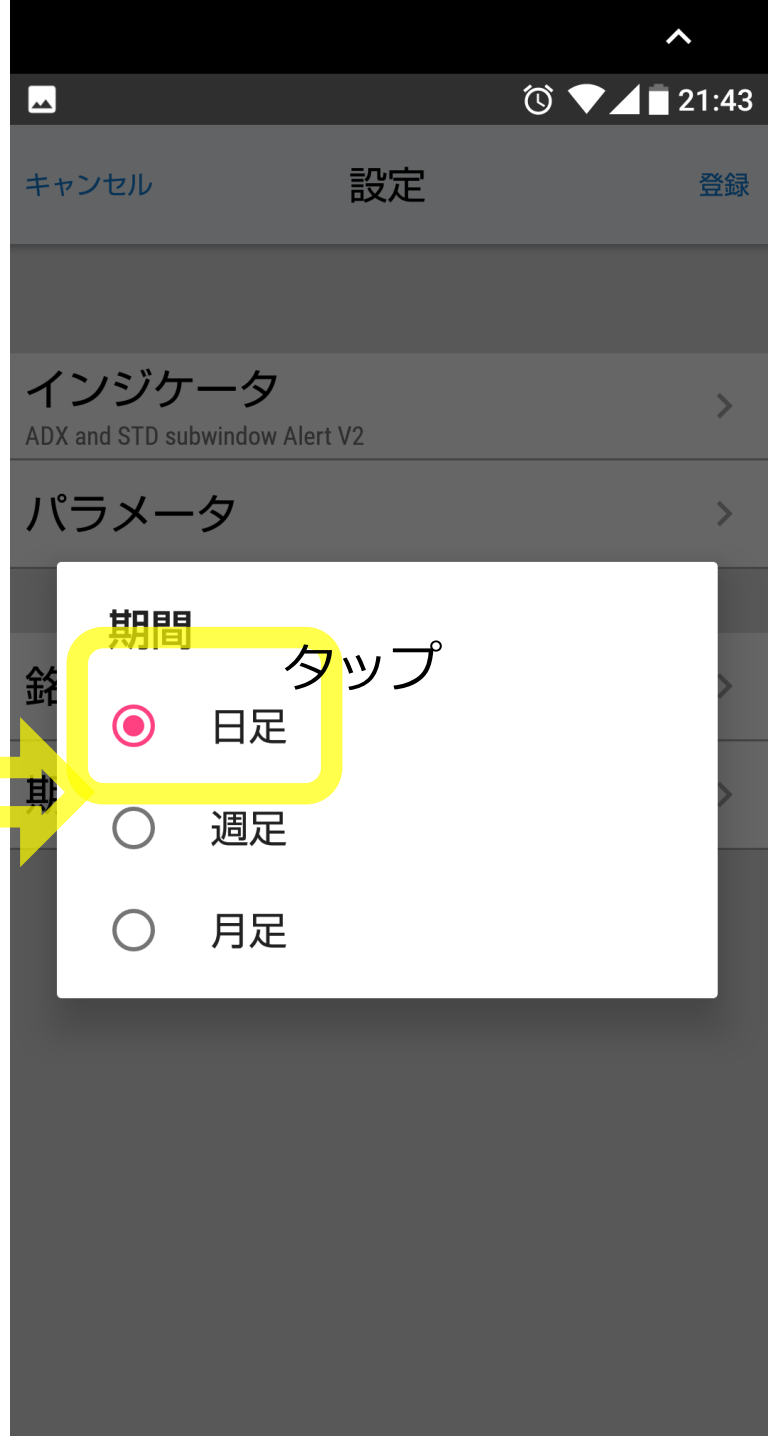 21:43
キャンセル 設定 登録
インジケータ
ADX and STD subwindow Alert V2
パラメータ
期間
タップ
銘
日足
期
週足
月足